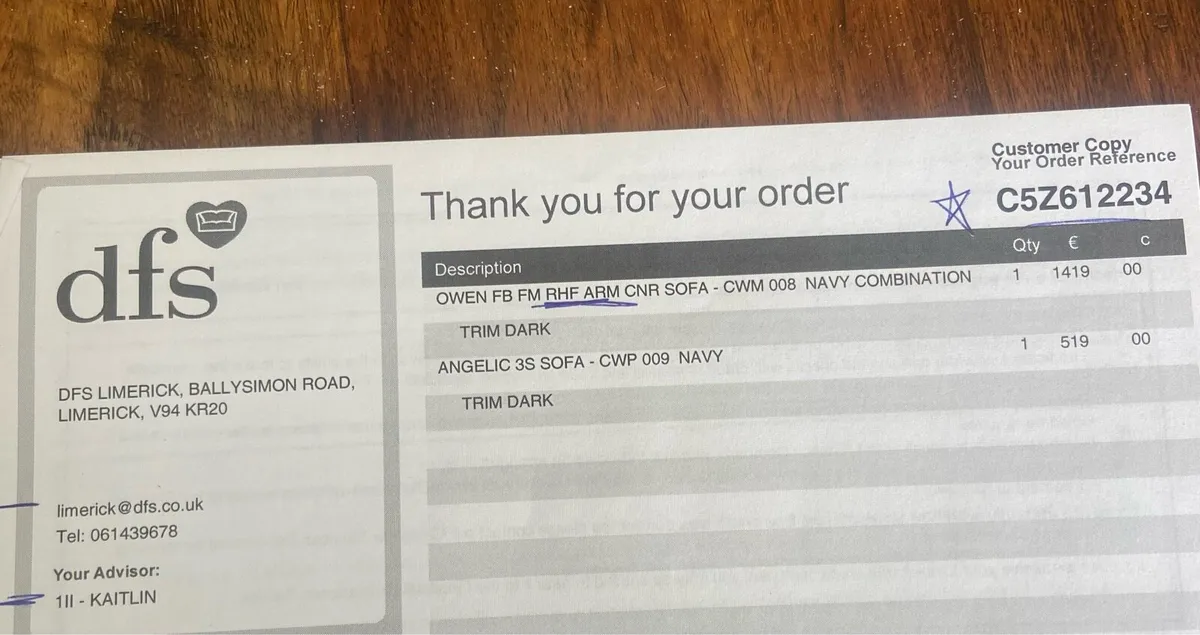 Customer Copy
Your Order Reference
C5Z612234
Thank you for your order
dfs
Description Qty € C
OWEN FB FM RHF ARM CNR SOFA - CWM 008 NAVY COMBINATION 1 1419 00
TRIM DARK
ANGELIC 3S SOFA - CWP 009 NAVY 1 519 00
TRIM DARK
DFS LIMERICK, BALLYSIMON ROAD,
LIMERICK, V94 KR20
limerick@dfs.co.uk
Tel: 061439678
Your Advisor:
1II - KAITLIN